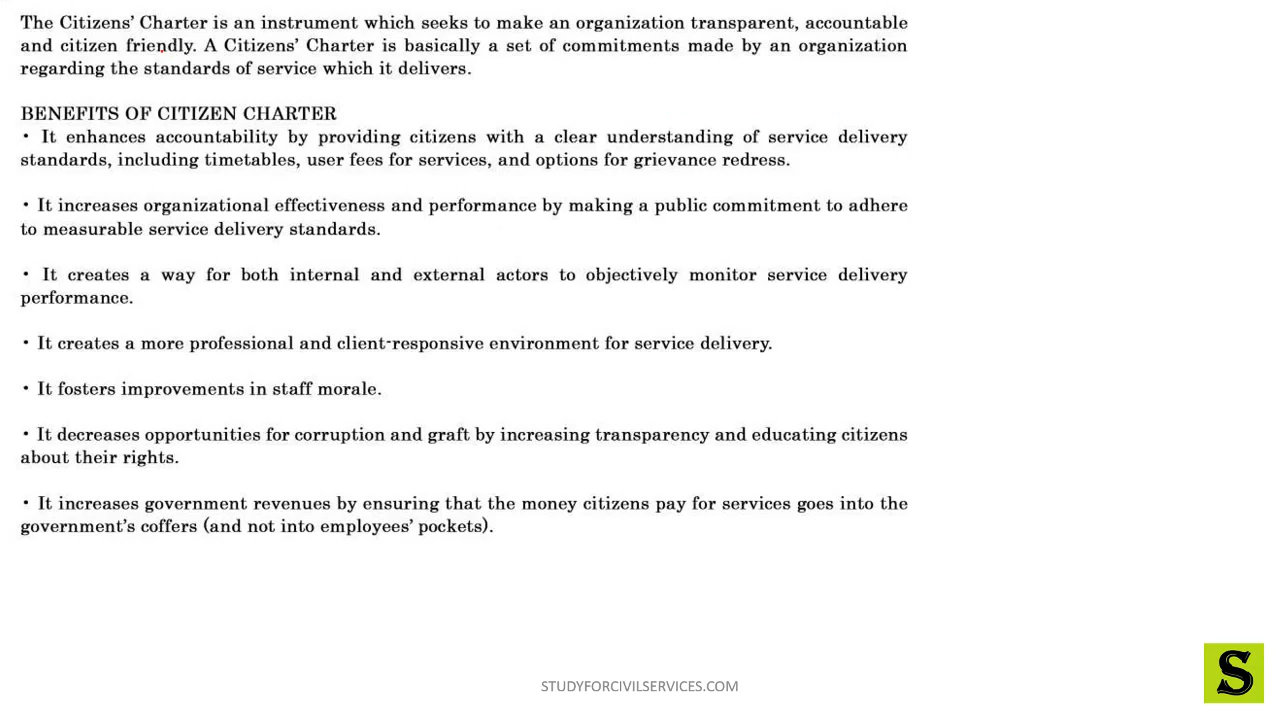 The Citizens’ Charter is an instrument which seeks to make an organization transparent, accountable
and citizen friendly. A Citizens’ Charter is basically a set of commitments made by an organization
regarding the standards of service which it delivers.
BENEFITS OF CITIZEN CHARTER
• It enhances accountability by providing citizens with a clear understanding of service delivery
standards, including timetables, user fees for services, and options for grievance redress.
• It increases organizational effectiveness and performance by making a public commitment to adhere
to measurable service delivery standards.
• It creates a way for both internal and external actors to objectively monitor service delivery
performance.
• It creates a more professional and client-responsive environment for service delivery.
• It fosters improvements in staff morale.
• It decreases opportunities for corruption and graft by increasing transparency and educating citizens
about their rights.
• It increases government revenues by ensuring that the money citizens pay for services goes into the
government’s coffers (and not into employees’ pockets).
STUDYFORCIVILSERVICES.COM
S